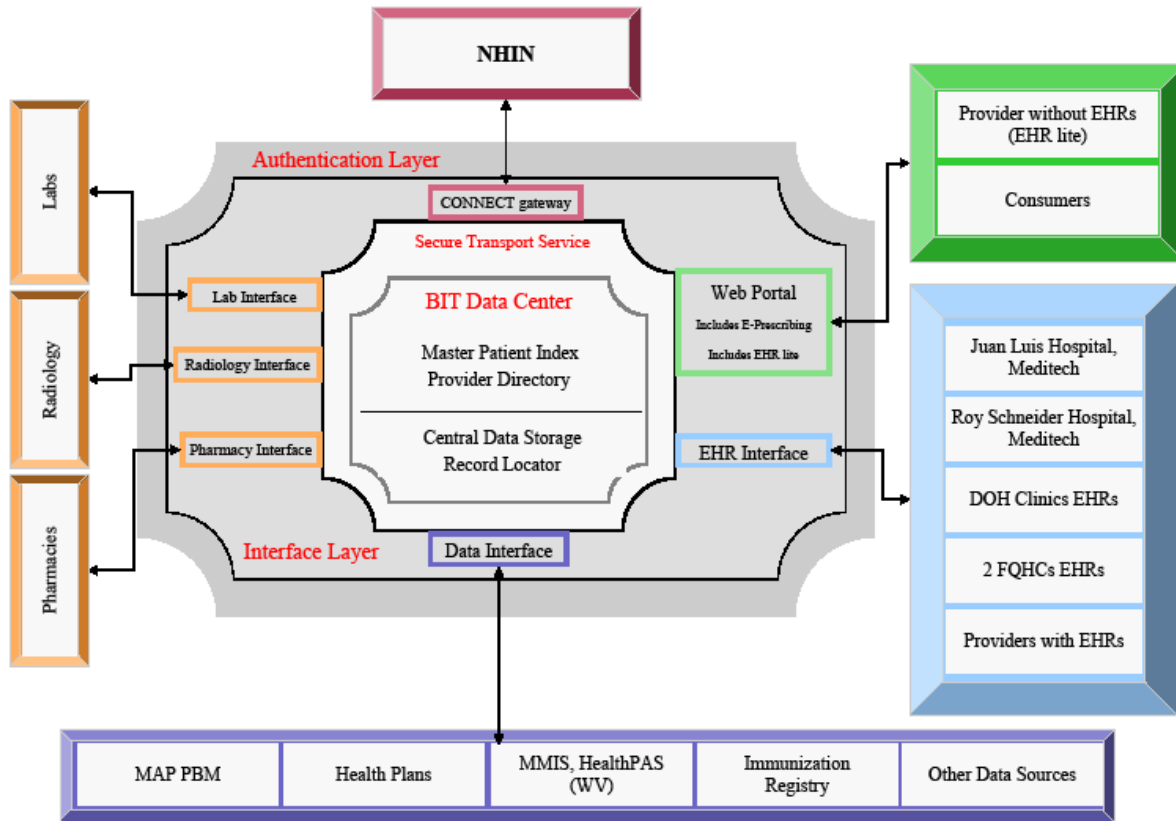 NHIN
Labs
Radiology
Pharmacies
Authentication Layer
CONNECT gateway
Secure Transport Service
Lab Interface
Radiology Interface
Pharmacy Interface
BIT Data Center
Master Patient Index
Provider Directory
Central Data Storage
Record Locator
Web Portal
Includes E-Prescribing
Includes EHR lite
EHR Interface
Interface Layer
Data Interface
Provider without EHRs
(EHR lite)
Consumers
Juan Luis Hospital,
Meditech
Roy Schneider Hospital,
Meditech
DOH Clinics EHRs
2 FQHCs EHRs
Providers with EHRs
MAP PBM
Health Plans
MMIS, HealthPAS
(WV)
Immunization
Registry
Other Data Sources